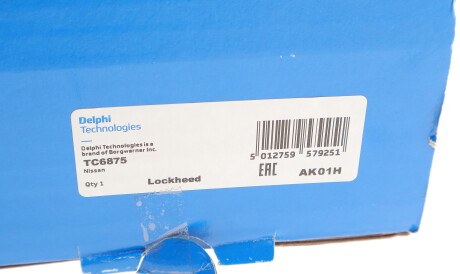 Delphi
Technologies
Delphi Technologies is a
brand of Borgwarner Inc.
TC6875
Nissan
Qty 1
Lockheed
5 012759 579251
EAC
AK01H